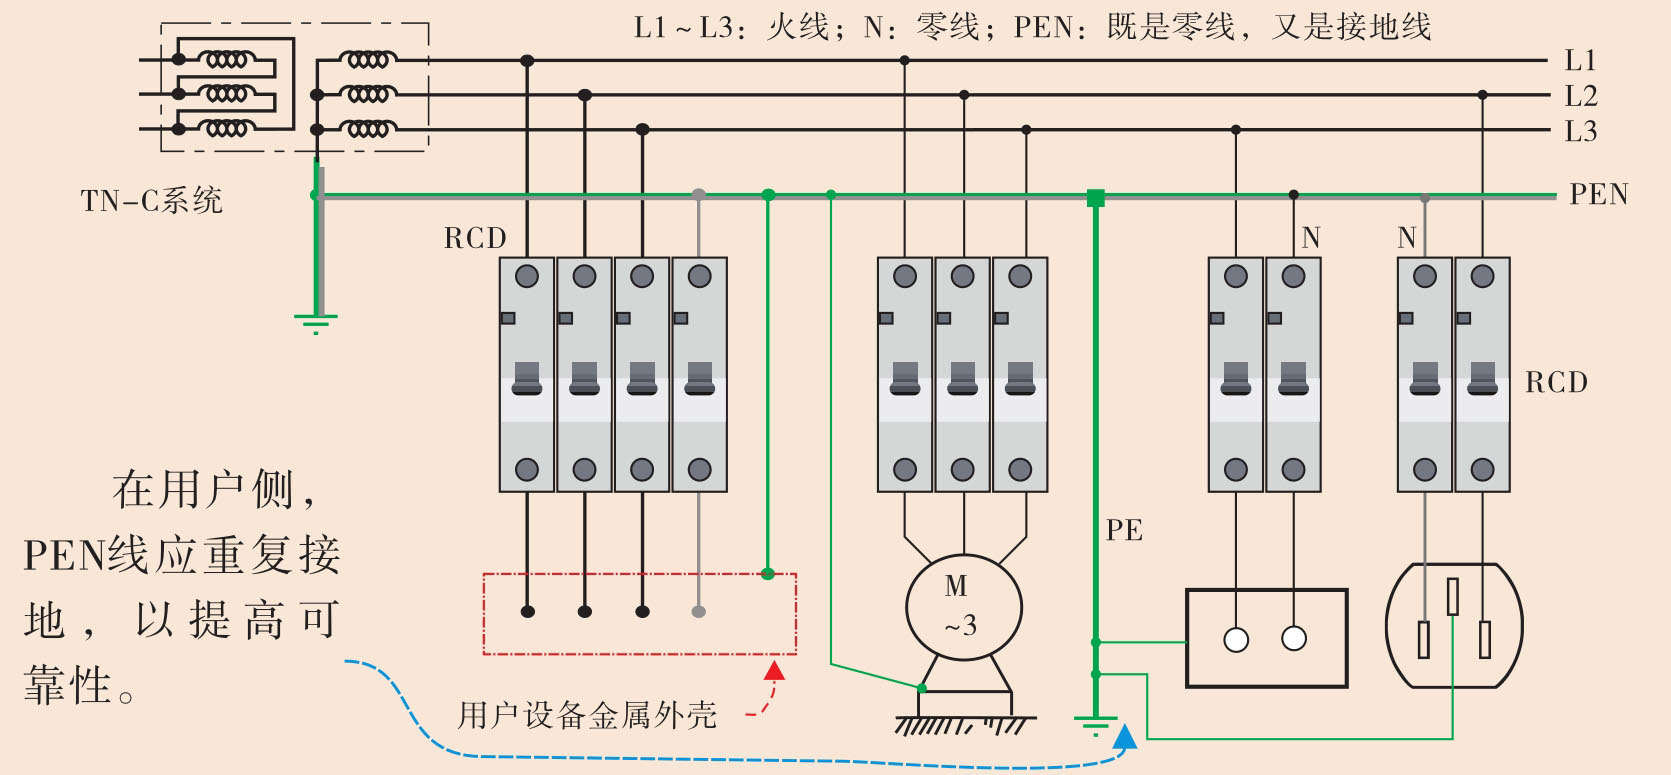 L1～L3：火线；N：零线；PEN：既是零线，又是接地线
L1
L2
L3
TN-C系统
PEN
RCD
N
N
RCD
在用户侧，
PEN线应重复接
地，以提高可
靠性。
PE
M
~3
用户设备金属外壳